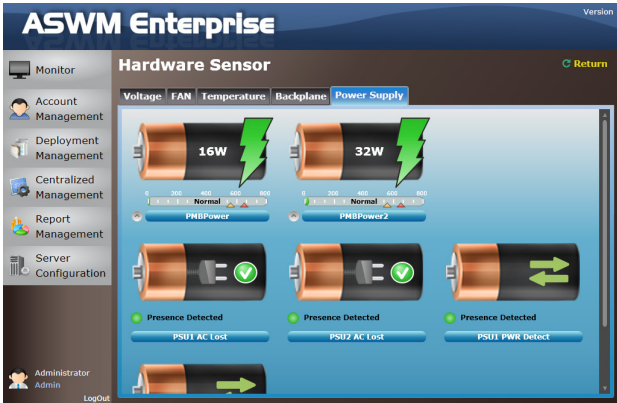 ASWM Enterprise
Version
Monitor
Account
Management
Deployment
Management
Centralized
Management
Report
Management
Server
Configuration
Administrator
Admin
LogOut
Hardware Sensor
Return
Voltage FAN Temperature Backplane Power Supply
16W
32W
0 200 400 600 800
Normal
0 200 400 600 800
Normal
PMBPower
PMBPower2
Presence Detected
Presence Detected
Presence Detected
PSU1 AC Lost
PSU2 AC Lost
PSU1 PWR Detect